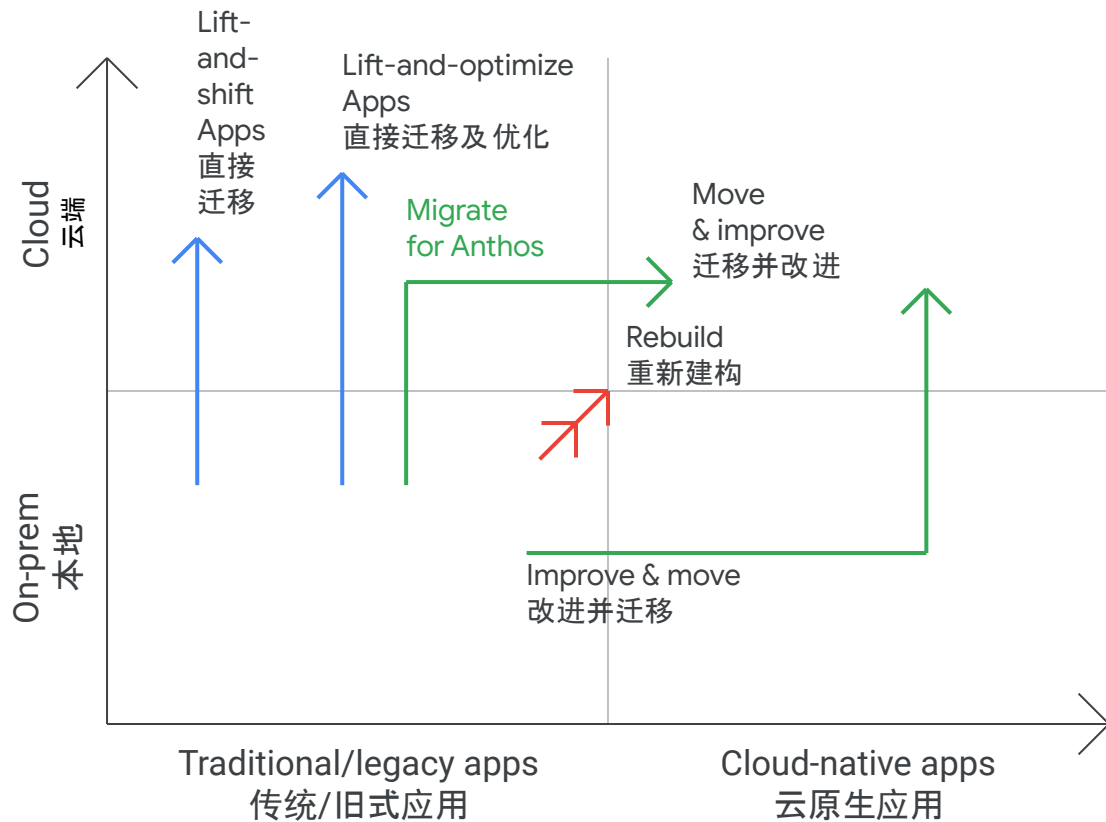 Lift-
and-
shift
Apps
直接
迁移
Lift-and-optimize
Apps
直接迁移及优化
Migrate
for Anthos
Move
& improve
迁移并改进
Rebuild
重新建构
Cloud
云端
On-prem
本地
Improve & move
改进并迁移
Traditional/legacy apps
传统/旧式应用
Cloud-native apps
云原生应用